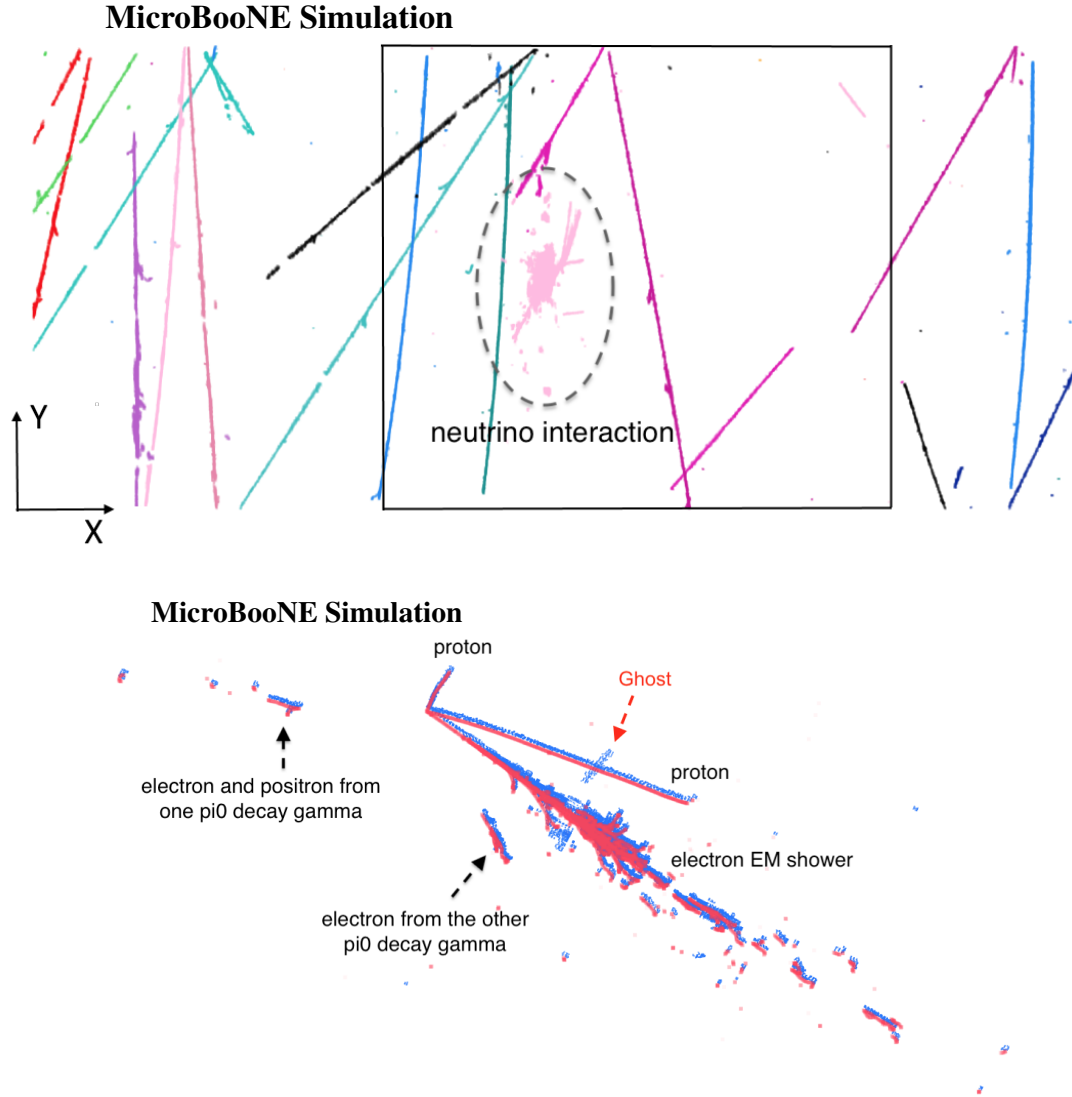 MicroBooNE Simulation
Y
X
neutrino interaction
MicroBooNE Simulation
proton
Ghost
proton
electron and positron from
one pi0 decay gamma
electron EM shower
electron from the other
pi0 decay gamma